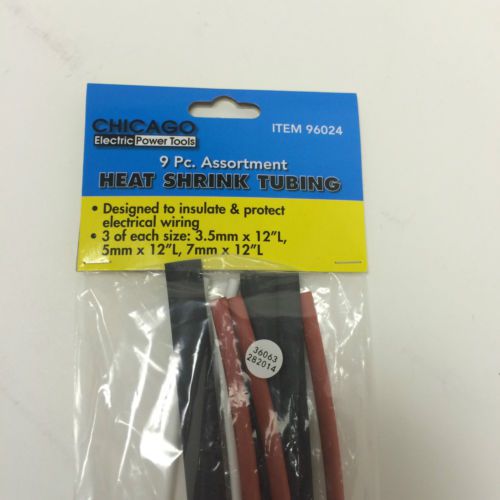 CHICAGO
Electric Power Tools
ITEM 96024
9 Pc. Assortment
HEAT SHRINK TUBING
• Designed to insulate & protect
electrical wiring
• 3 of each size: 3.5mm x 12"L,
5mm x 12"L, 7mm x 12"L
36063
282014